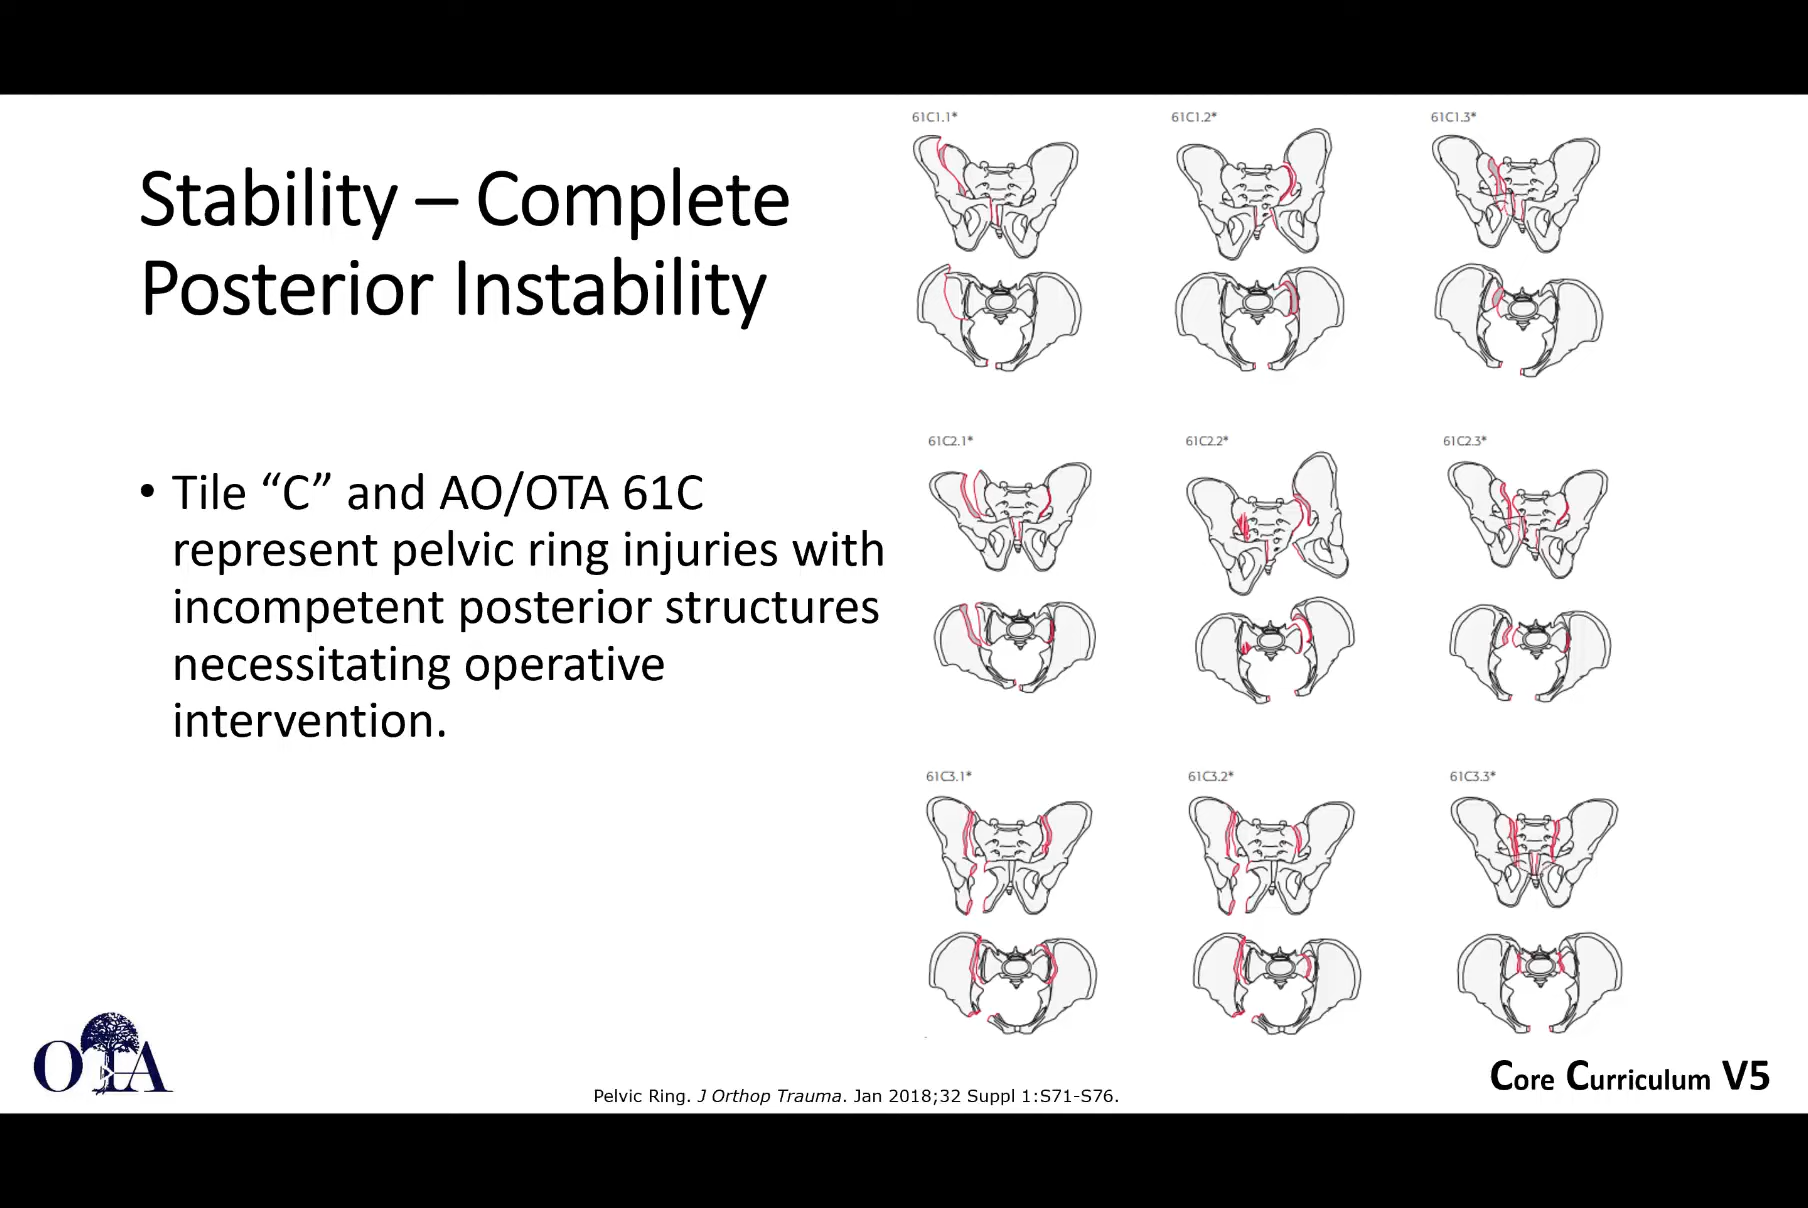 Stability – Complete
Posterior Instability
• Tile “C” and AO/OTA 61C
represent pelvic ring injuries with
incompetent posterior structures
necessitating operative
intervention.
61C1.1*
61C1.2*
61C1.3*
61C2.1*
61C2.2*
61C2.3*
61C3.1*
61C3.2*
61C3.3*
OTA
Pelvic Ring. J Orthop Trauma. Jan 2018;32 Suppl 1:S71-S76.
Core Curriculum V5